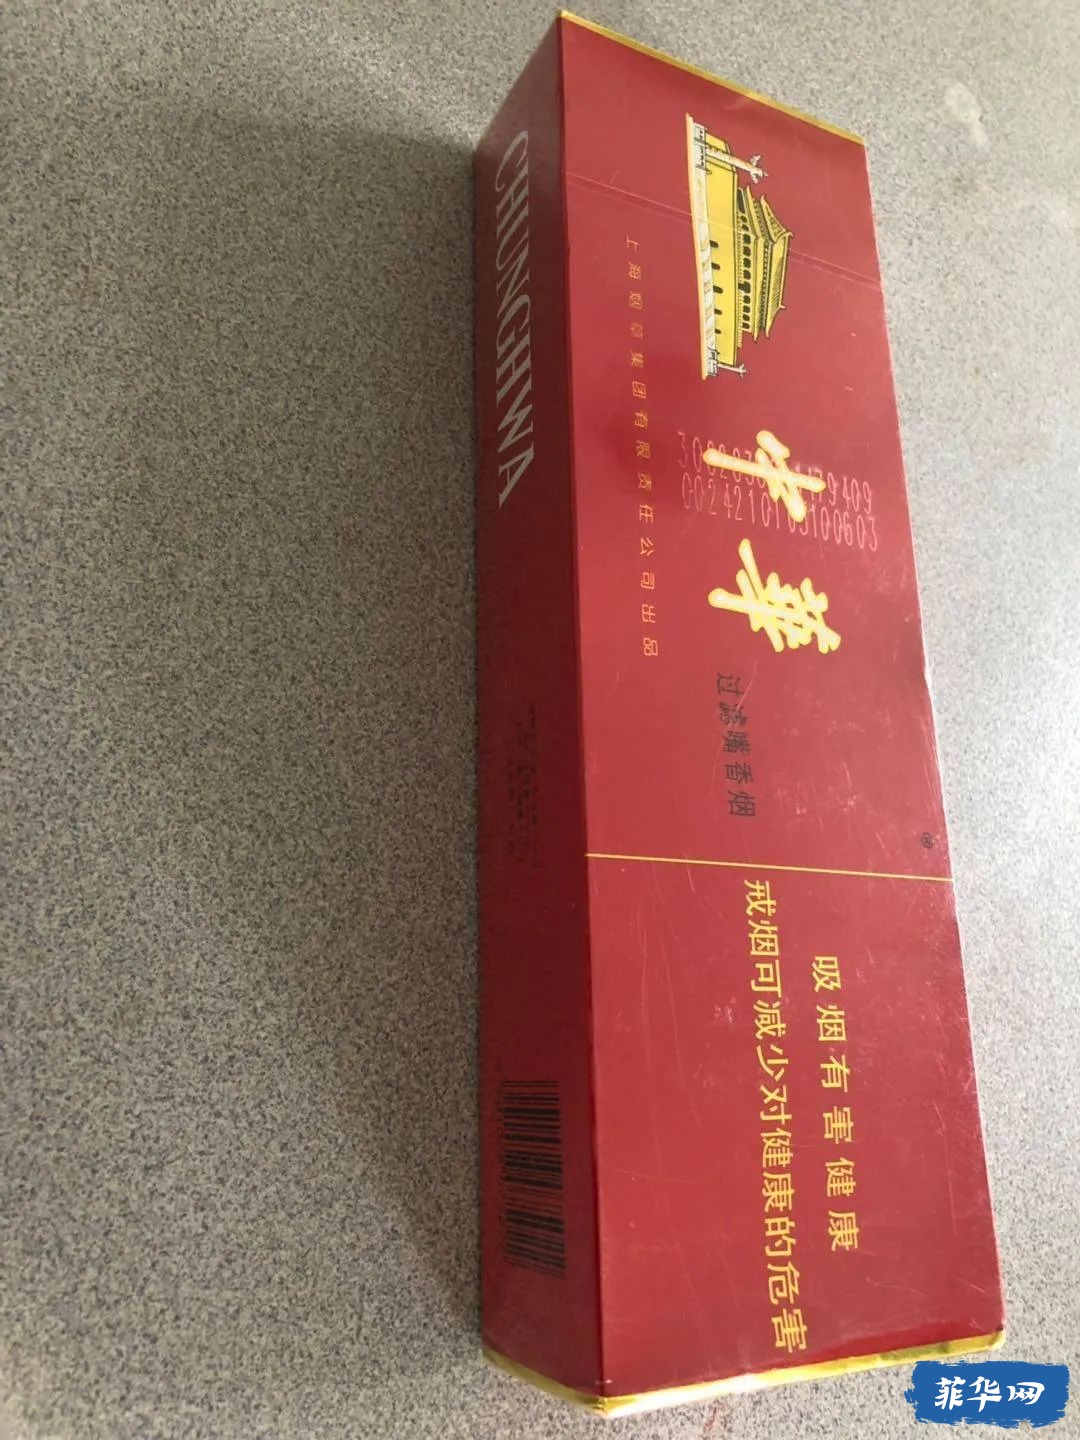 CHUNGHWA
上海烟草集团有限责任公司出品
中華
过滤嘴香烟
®
吸烟有害健康
戒烟可减少对健康的危害
菲华网